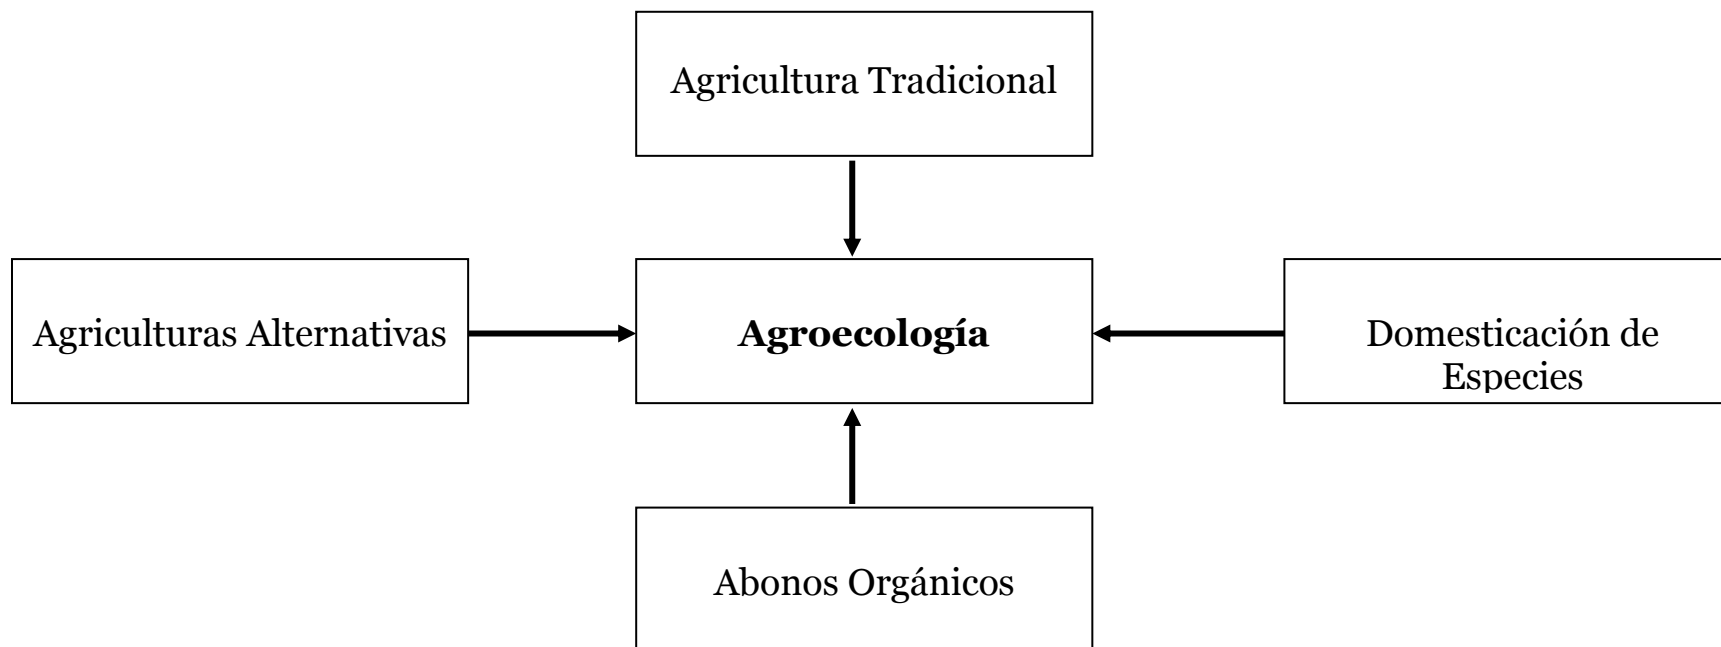 Agricultura Tradicional
Agriculturas Alternativas
Agroecología
Domesticación de
Especies
Abonos Orgánicos